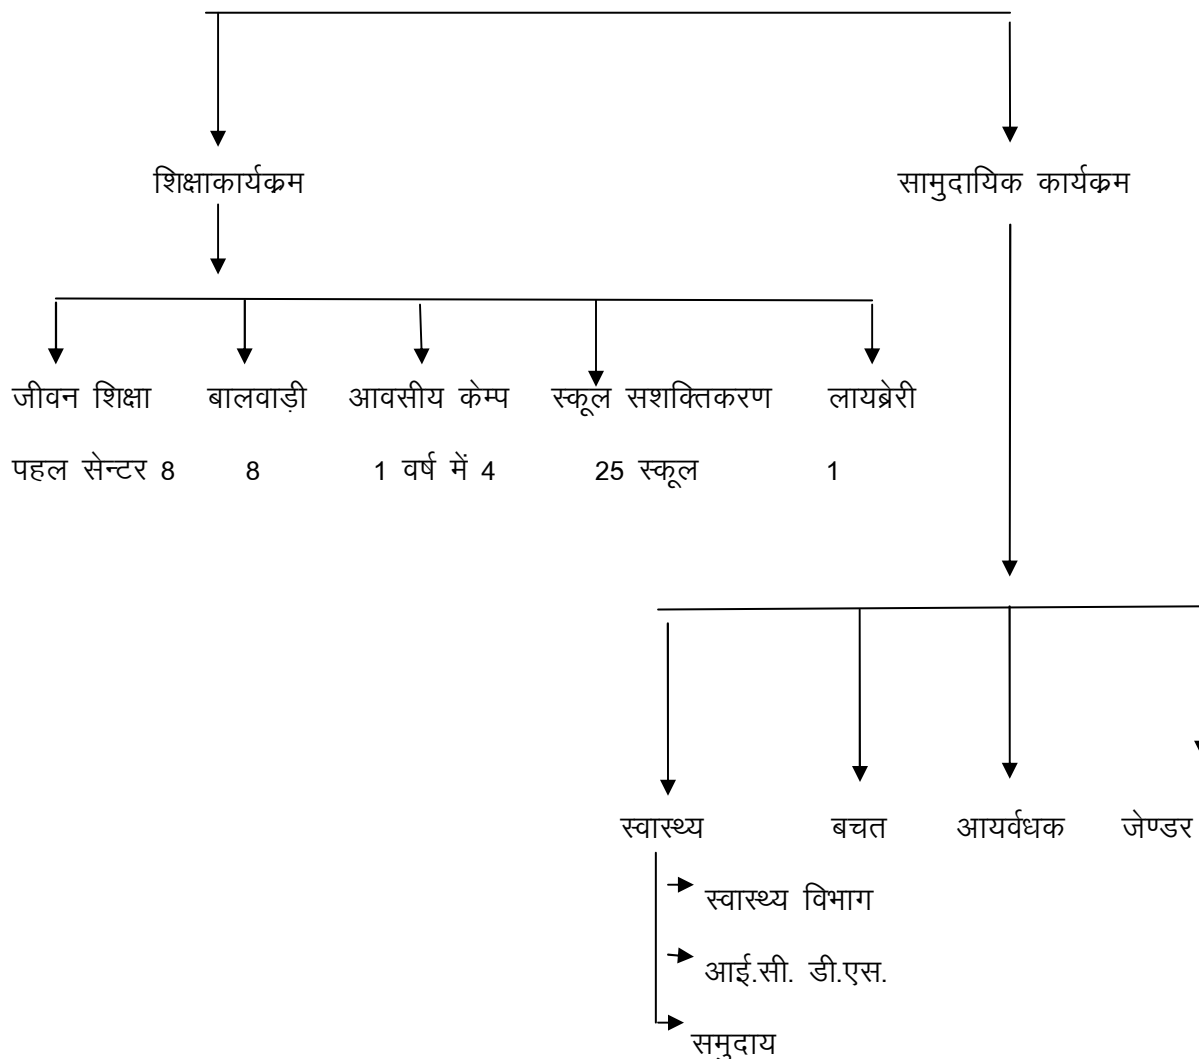 शिक्षाकार्यक्रम सामुदायिक कार्यक्रम
जीवन शिक्षा बालवाड़ी आवसीय केम्प स्कूल सशक्तिकरण लायब्रेरी
पहल सेन्टर 8 8 1 वर्ष में 4 25 स्कूल 1
स्वास्थ्य बचत आयर्वधक जेण्डर
स्वास्थ्य विभाग
आई.सी. डी.एस.
समुदाय